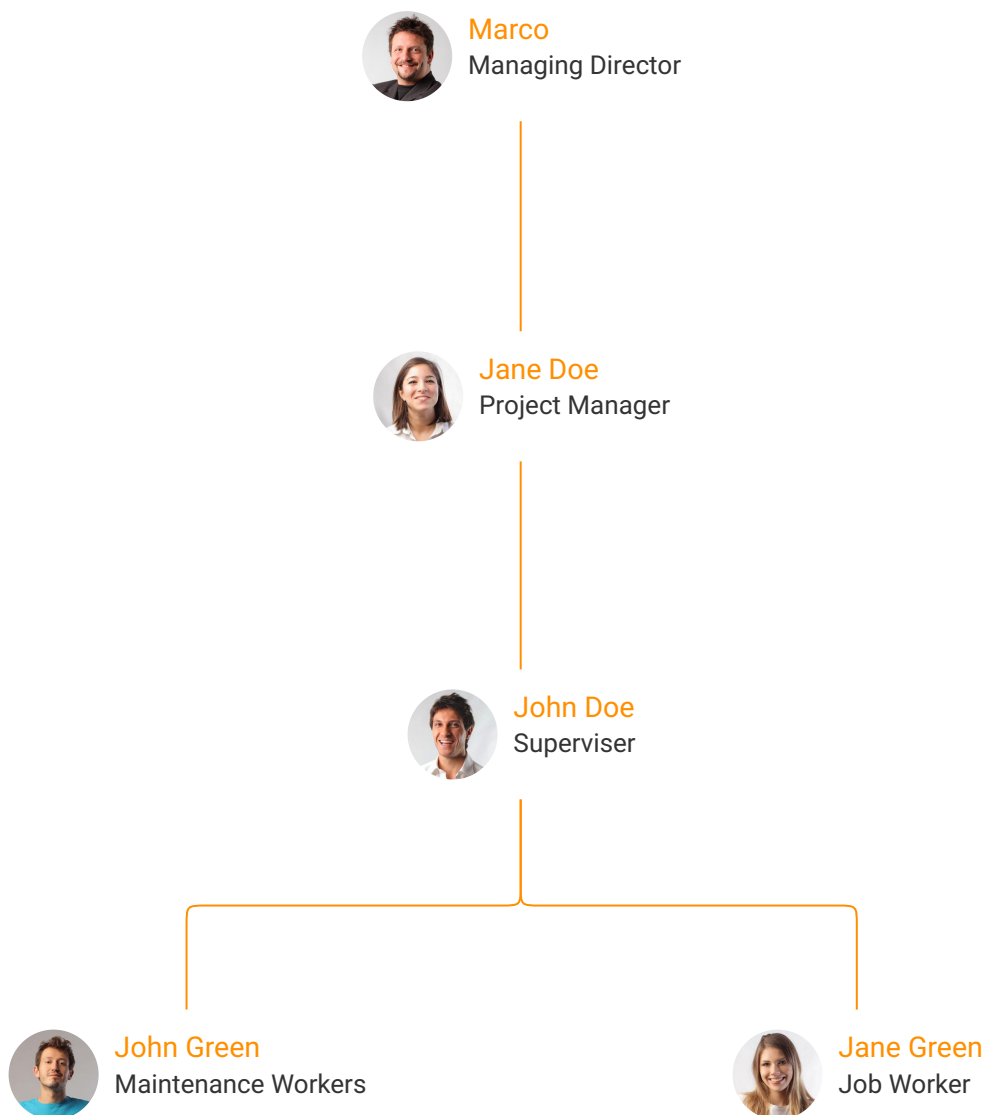 Marco
Managing Director
Jane Doe
Project Manager
John Doe
Superviser
John Green
Maintenance Workers
Jane Green
Job Worker